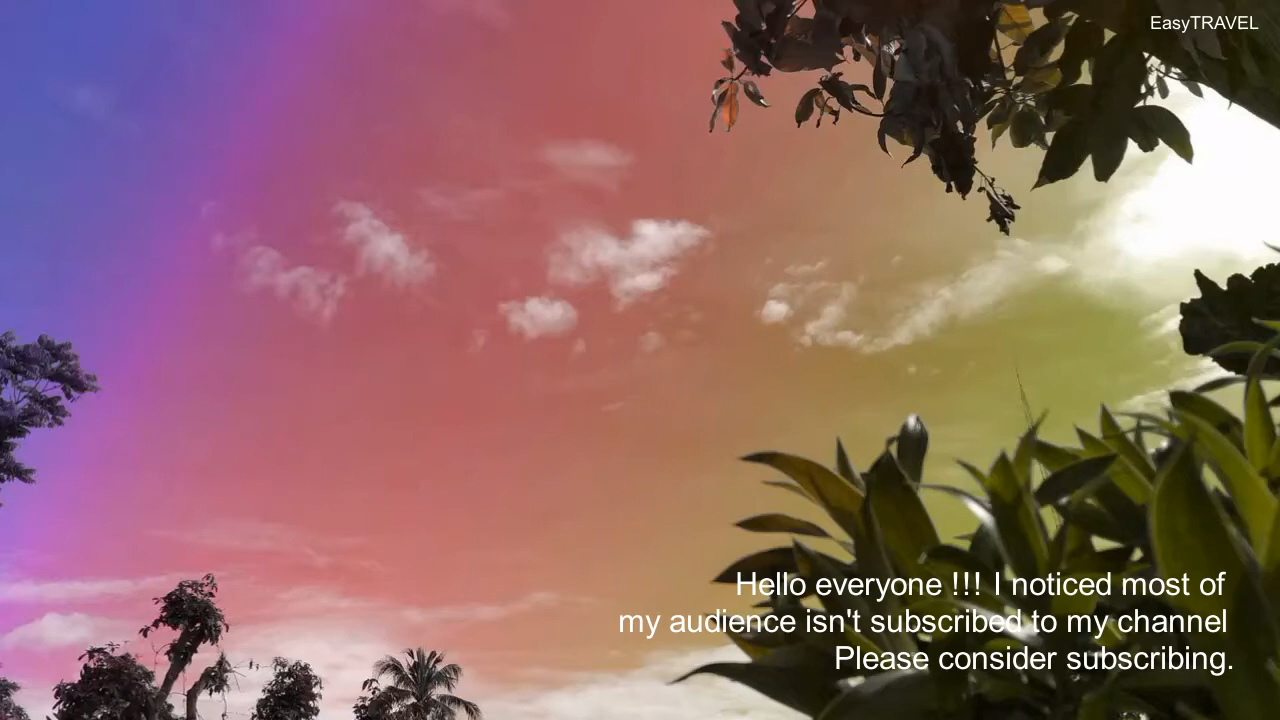 EasyTRAVEL
Hello everyone !!! I noticed most of
my audience isn't subscribed to my channel
Please consider subscribing.